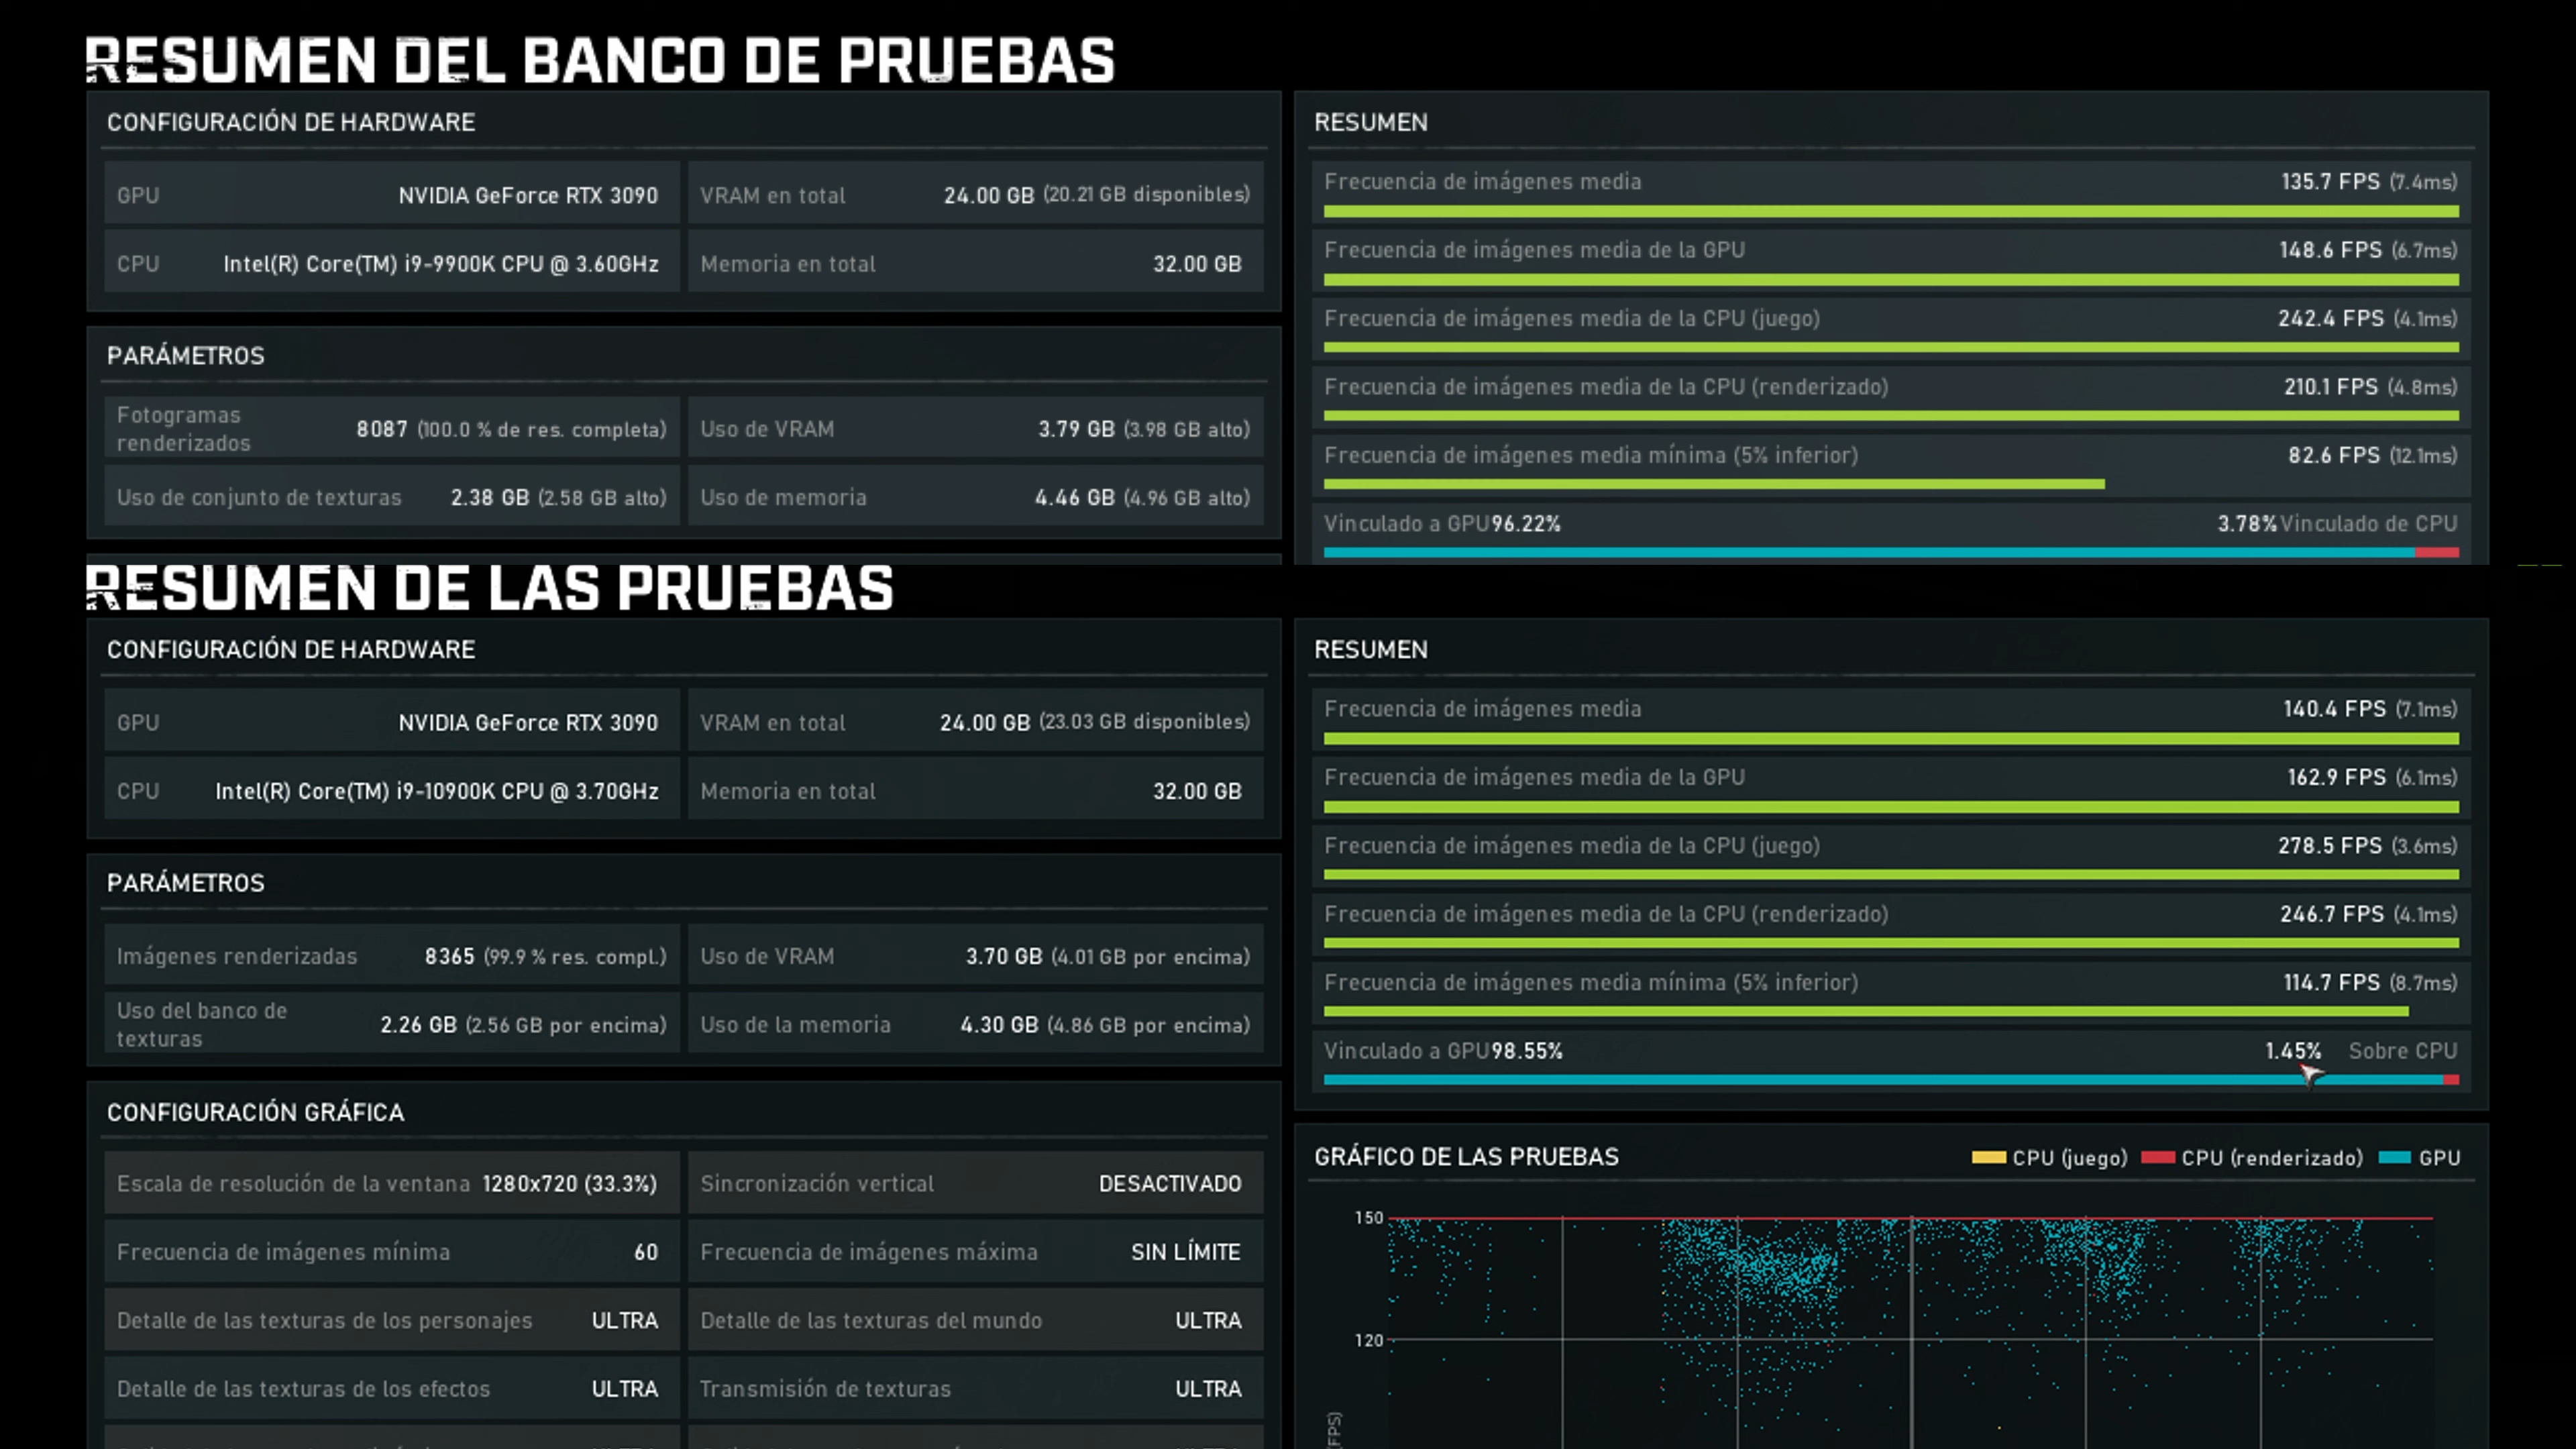 RESUMEN DEL BANCO DE PRUEBAS
CONFIGURACIÓN DE HARDWARE
GPU NVIDIA GeForce RTX 3090
VRAM en total 24.00 GB (20.21 GB disponibles)
CPU Intel(R) Core(TM) i9-9900K CPU @ 3.60GHz
Memoria en total 32.00 GB
PARÁMETROS
Fotogramas
renderizados 8087 (100.0 % de res. completa)
Uso de VRAM 3.79 GB (3.98 GB alto)
Uso de conjunto de texturas 2.38 GB (2.58 GB alto)
Uso de memoria 4.46 GB (4.96 GB alto)
RESUMEN
Frecuencia de imágenes media 135.7 FPS (7.4ms)
Frecuencia de imágenes media de la GPU 148.6 FPS (6.7ms)
Frecuencia de imágenes media de la CPU (juego) 242.4 FPS (4.1ms)
Frecuencia de imágenes media de la CPU (renderizado) 210.1 FPS (4.8ms)
Frecuencia de imágenes media mínima (5% inferior) 82.6 FPS (12.1ms)
Vinculado a GPU 96.22% 3.78% Vinculado de CPU
RESUMEN DE LAS PRUEBAS
CONFIGURACIÓN DE HARDWARE
GPU NVIDIA GeForce RTX 3090
VRAM en total 24.00 GB (23.03 GB disponibles)
CPU Intel(R) Core(TM) i9-10900K CPU @ 3.70GHz
Memoria en total 32.00 GB
PARÁMETROS
Imágenes renderizadas 8365 (99.9 % res. compl.)
Uso de VRAM 3.70 GB (4.01 GB por encima)
Uso del banco de
texturas 2.26 GB (2.56 GB por encima)
Uso de la memoria 4.30 GB (4.86 GB por encima)
CONFIGURACIÓN GRÁFICA
Escala de resolución de la ventana 1280x720 (33.3%)
Sincronización vertical DESACTIVADO
Frecuencia de imágenes mínima 60
Frecuencia de imágenes máxima SIN LÍMITE
Detalle de las texturas de los personajes ULTRA
Detalle de las texturas del mundo ULTRA
Detalle de las texturas de los efectos ULTRA
Transmisión de texturas ULTRA
RESUMEN
Frecuencia de imágenes media 140.4 FPS (7.1ms)
Frecuencia de imágenes media de la GPU 162.9 FPS (6.1ms)
Frecuencia de imágenes media de la CPU (juego) 278.5 FPS (3.6ms)
Frecuencia de imágenes media de la CPU (renderizado) 246.7 FPS (4.1ms)
Frecuencia de imágenes media mínima (5% inferior) 114.7 FPS (8.7ms)
Vinculado a GPU 98.55% 1.45% Sobre CPU
GRÁFICO DE LAS PRUEBAS
CPU (juego) CPU (renderizado) GPU
150
120
(FPS)